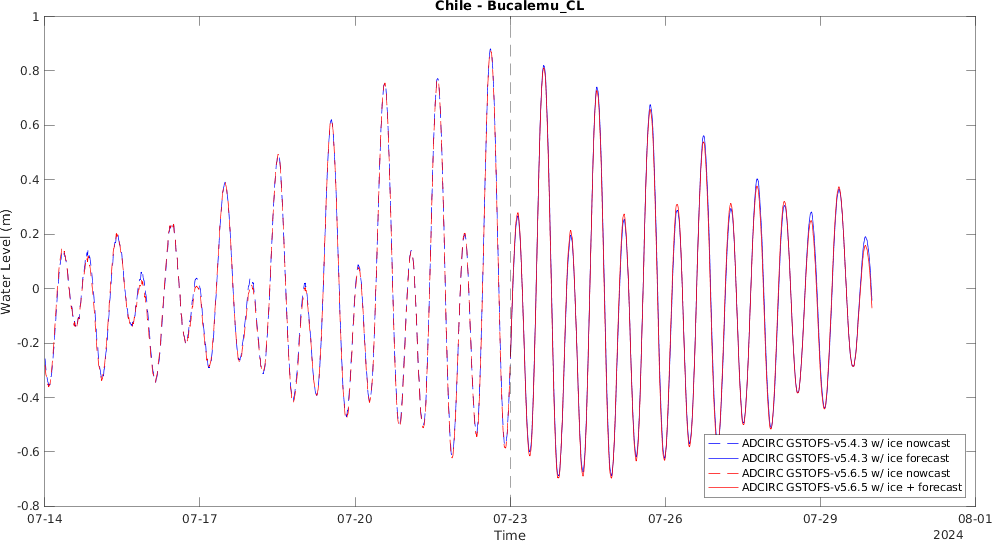 Chile - Bucalemu_CL
1
0.8
0.6
0.4
0.2
0
-0.2
-0.4
-0.6
-0.8
Water Level (m)
07-14 07-17 07-20 07-23 07-26 07-29 08-01
Time
2024
ADCIRC GSTOFS-v5.4.3 w/ ice nowcast
ADCIRC GSTOFS-v5.4.3 w/ ice forecast
ADCIRC GSTOFS-v5.6.5 w/ ice nowcast
ADCIRC GSTOFS-v5.6.5 w/ ice + forecast